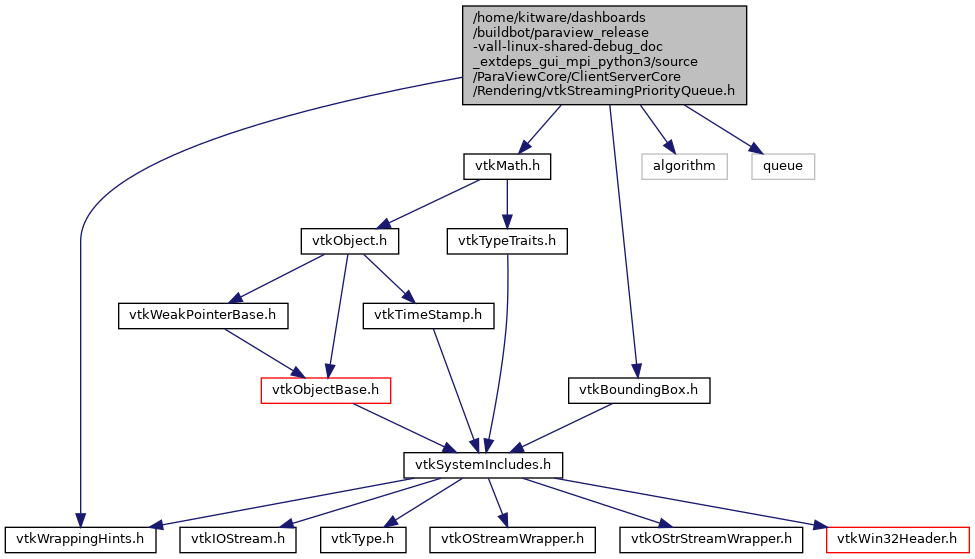 /home/kitware/dashboards
/buildbot/paraview_release
-vall-linux-shared-debug_doc
_extdeps_gui_mpi_python3/source
/ParaViewCore/ClientServerCore
/Rendering/vtkStreamingPriorityQueue.h
vtkMath.h
algorithm
queue
vtkObject.h
vtkTypeTraits.h
vtkWeakPointerBase.h
vtkTimeStamp.h
vtkObjectBase.h
vtkBoundingBox.h
vtkSystemIncludes.h
vtkWrappingHints.h
vtkIOStream.h
vtkType.h
vtkOStreamWrapper.h
vtkOStrStreamWrapper.h
vtkWin32Header.h